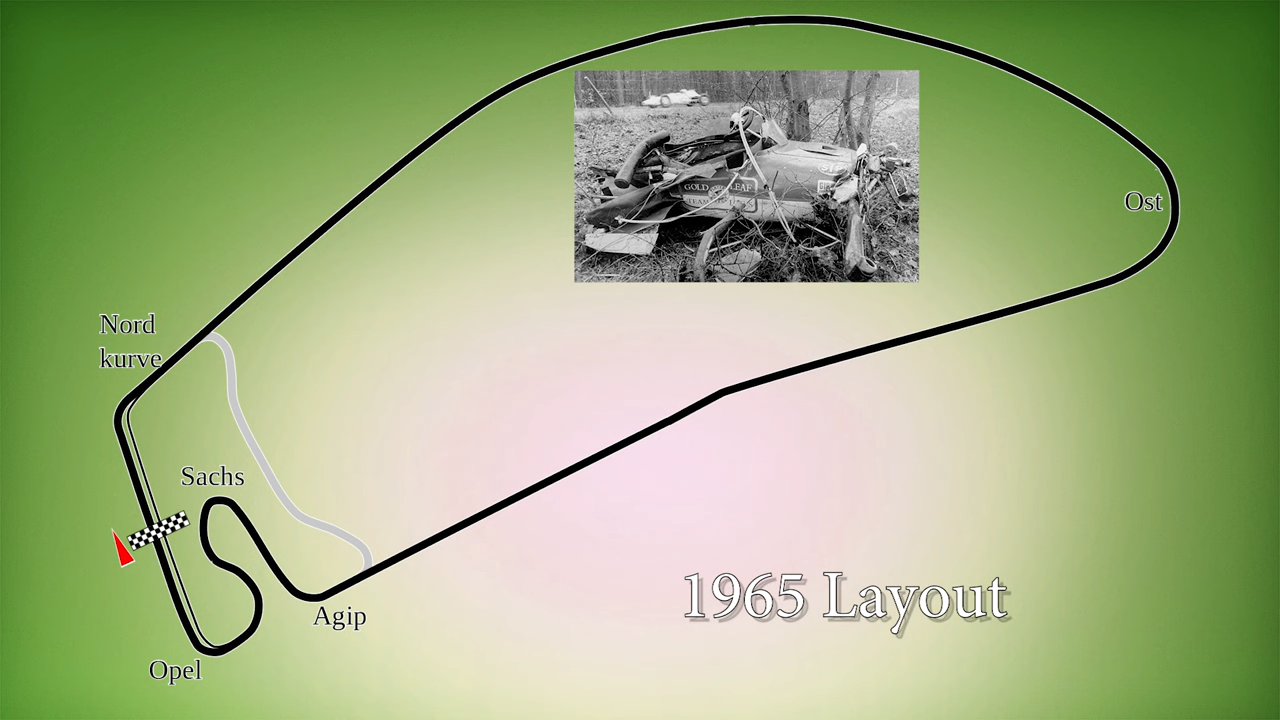 Ost
GOLD LEAF
Nord
kurve
Sachs
1965 Layout
Agip
Opel